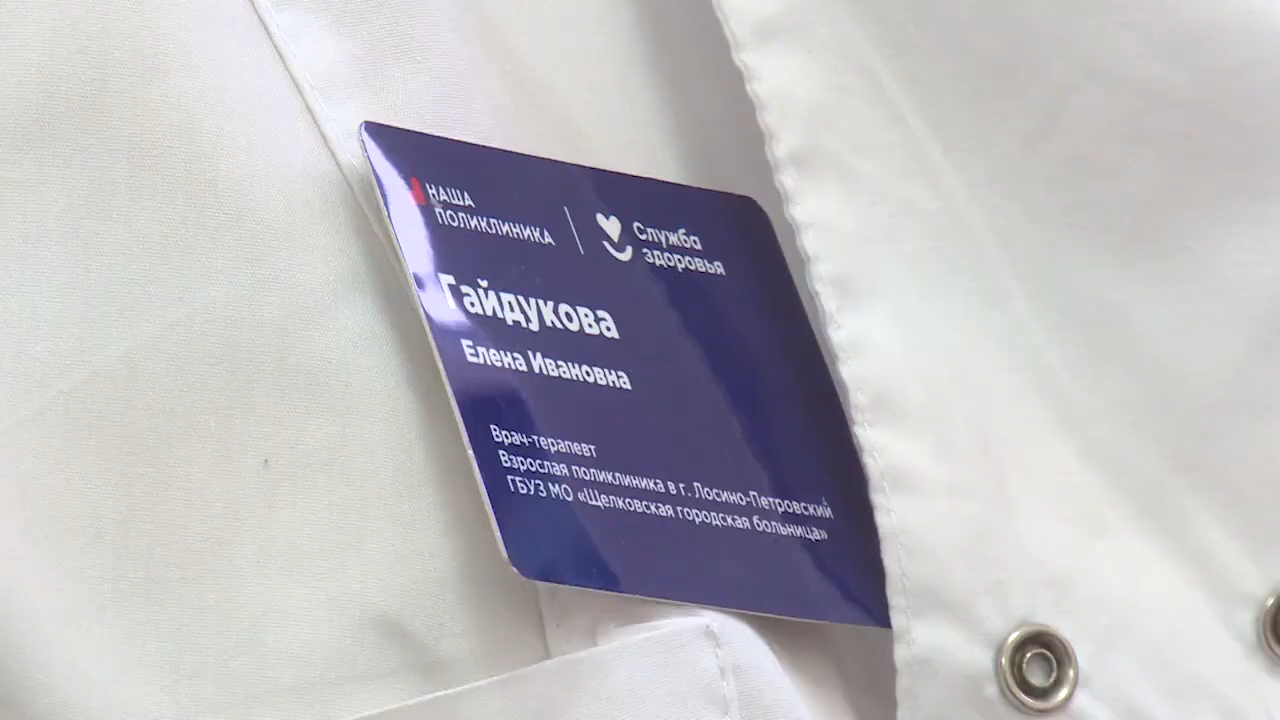 НАША
ПОЛИКЛИНИКА
Служба
здоровья
Гайдукова
Елена Ивановна
Врач-терапевт
Взрослая поликлиника в г. Лосино-Петровский
ГБУЗ МО «Щелковская городская больница»